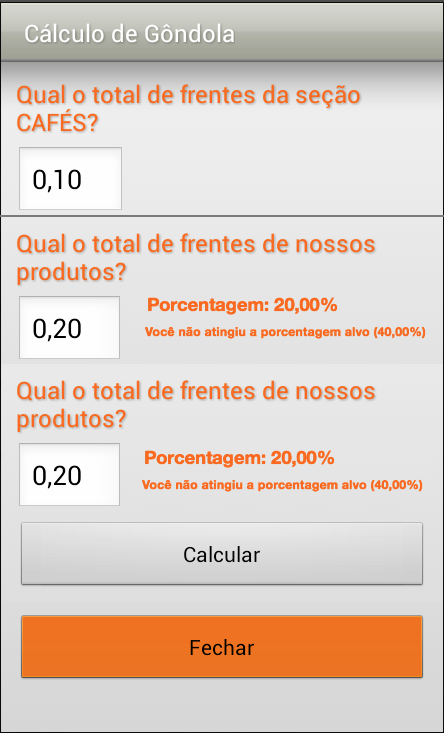 Cálculo de Gôndola
Qual o total de frentes da seção
CAFÉS?
0,10
Qual o total de frentes de nossos
produtos?
0,20
Porcentagem: 20,00%
Você não atingiu a porcentagem alvo (40,00%)
Qual o total de frentes de nossos
produtos?
0,20
Porcentagem: 20,00%
Você não atingiu a porcentagem alvo (40,00%)
Calcular
Fechar